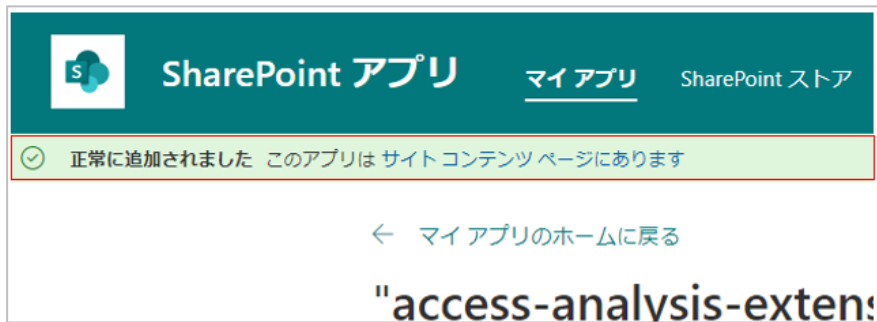 SharePoint アプリ マイ アプリ SharePoint ストア
正常に追加されました このアプリは サイト コンテンツ ページにあります
← マイ アプリのホームに戻る
"access-analysis-extens